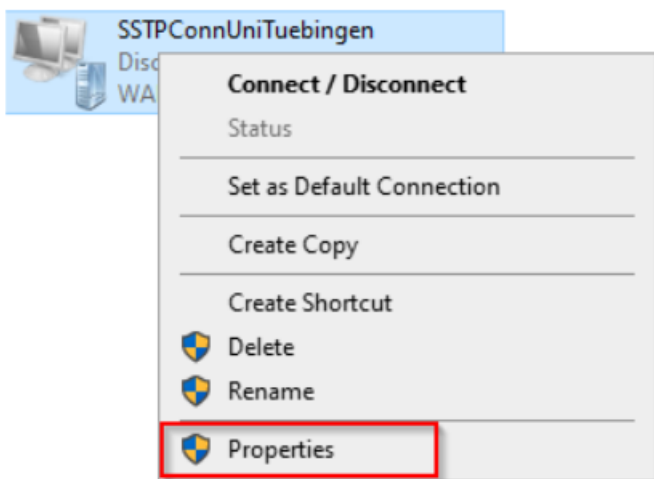 SSTPConnUniTuebingen
Disc
WA
Connect / Disconnect
Status
Set as Default Connection
Create Copy
Create Shortcut
Delete
Rename
Properties